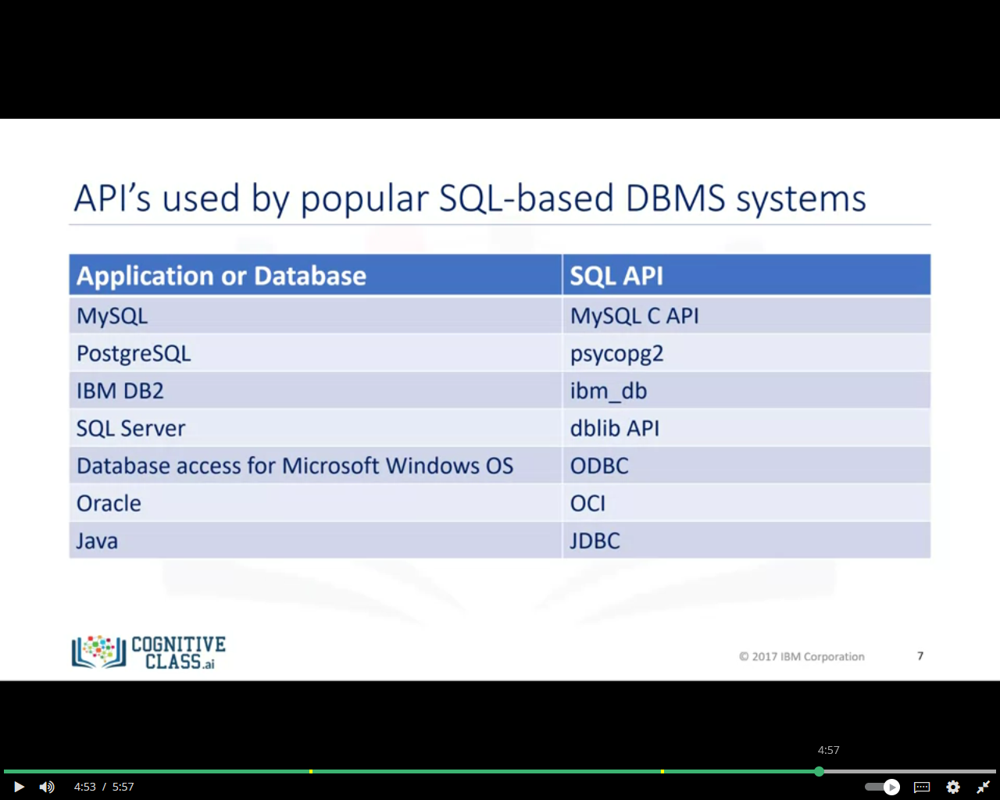 API's used by popular SQL-based DBMS systems
Application or Database SQL API
MySQL MySQL C API
PostgreSQL psycopg2
IBM DB2 ibm_db
SQL Server dblib API
Database access for Microsoft Windows OS ODBC
Oracle OCI
Java JDBC
COGNITIVE
CLASS.ai
© 2017 IBM Corporation 7
4:57
4:53 / 5:57